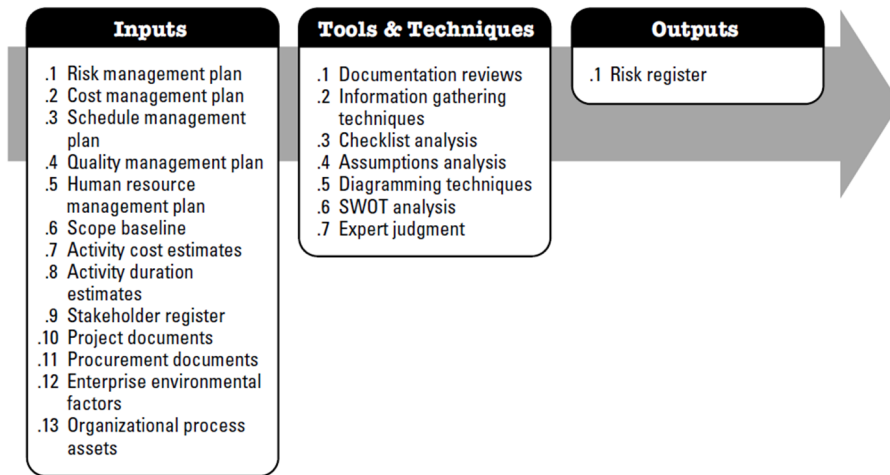 Inputs
.1 Risk management plan
.2 Cost management plan
.3 Schedule management
plan
.4 Quality management plan
.5 Human resource
management plan
.6 Scope baseline
.7 Activity cost estimates
.8 Activity duration
estimates
.9 Stakeholder register
.10 Project documents
.11 Procurement documents
.12 Enterprise environmental
factors
.13 Organizational process
assets
Tools & Techniques
.1 Documentation reviews
.2 Information gathering
techniques
.3 Checklist analysis
.4 Assumptions analysis
.5 Diagramming techniques
.6 SWOT analysis
.7 Expert judgment
Outputs
.1 Risk register